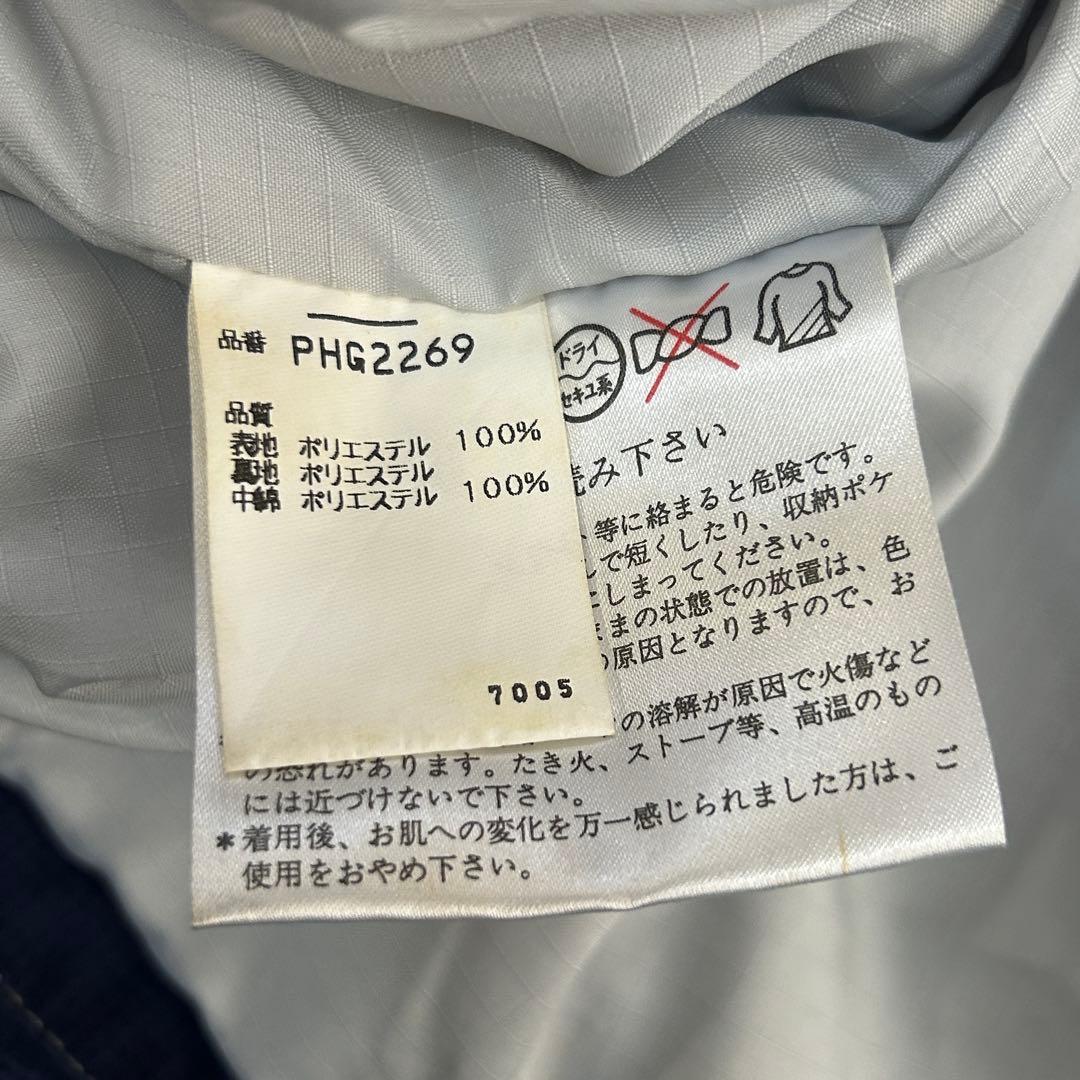 品番 PHG2269
品質
表地 ポリエステル 100%
裏地 ポリエステル
中綿 ポリエステル 100%
7005
ドライ
セキユ系
読み下さい
等に絡まると危険です。
で短くしたり、収納ポケ
にしまってください。
ままの状態での放置は、色
の原因となりますので、お
の溶解が原因で火傷など
の恐れがあります。たき火、ストーブ等、高温のもの
には近づけないで下さい。
*着用後、お肌への変化を万一感じられました方は、ご
使用をおやめ下さい。